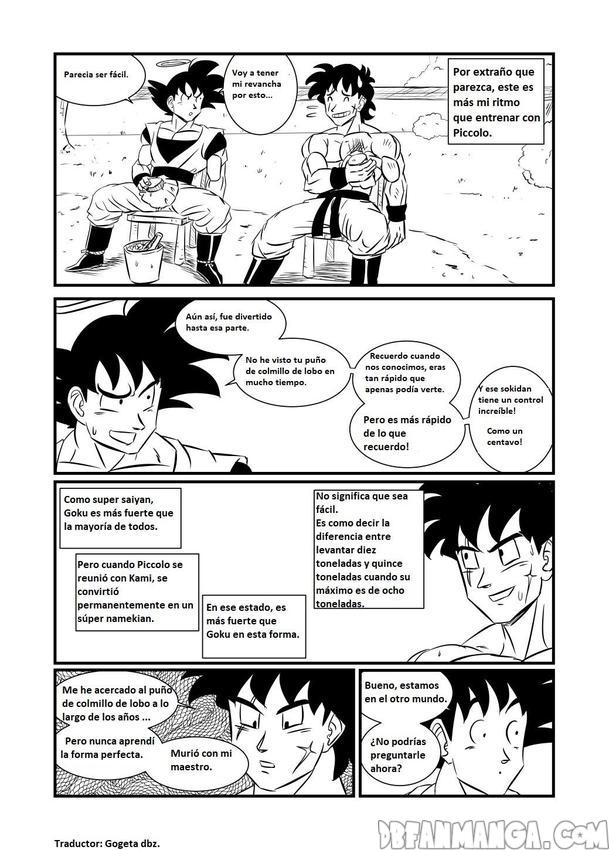 Parecia ser fácil.
Voy a tener
mi revancha
por esto...
Por extraño que
parezca, este es
más mi ritmo
que entrenar con
Piccolo.
Aún así, fue divertido
hasta esa parte.
No he visto tu puño
de colmillo de lobo en
mucho tiempo.
Recuerdo cuando
nos conocimos, eras
tan rápido que
apenas podía verte.
Pero es más rápido
de lo que
recuerdo!
Y ese sokidan
tiene un control
increíble!
Como un
centavo!
Como super saiyan,
Goku es más fuerte que
la mayoría de todos.
Pero cuando Piccolo se
reunió con Kami, se
convirtió
permanentemente en un
súper namekian.
En ese estado, es
más fuerte que
Goku en esta forma.
No significa que sea
fácil.
Es como decir la
diferencia entre
levantar diez
toneladas y quince
toneladas cuando su
máximo es de ocho
toneladas.
Me he acercado al puño
de colmillo de lobo a lo
largo de los años ...
Pero nunca aprendí
la forma perfecta.
Murió con mi
maestro.
Bueno, estamos
en el otro mundo.
¿No podrías
preguntarle
ahora?
Traductor: Gogeta dbz.
DBFANMANGA.COM